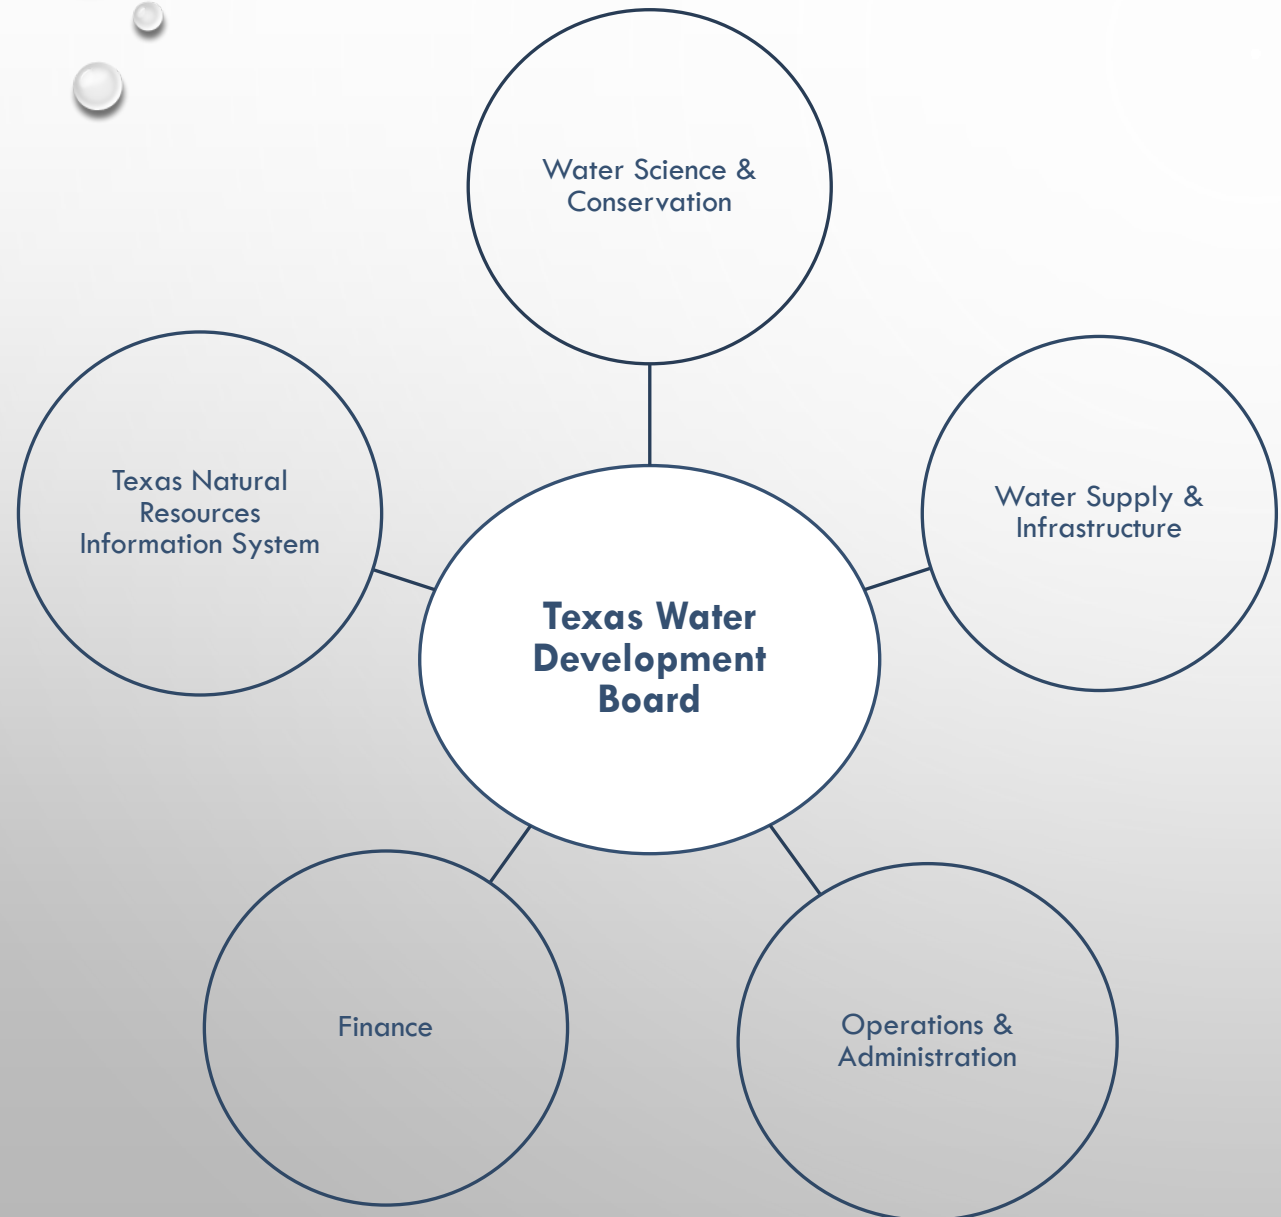 Water Science &
Conservation
Texas Natural
Resources
Information System
Water Supply &
Infrastructure
Texas Water
Development
Board
Finance
Operations &
Administration